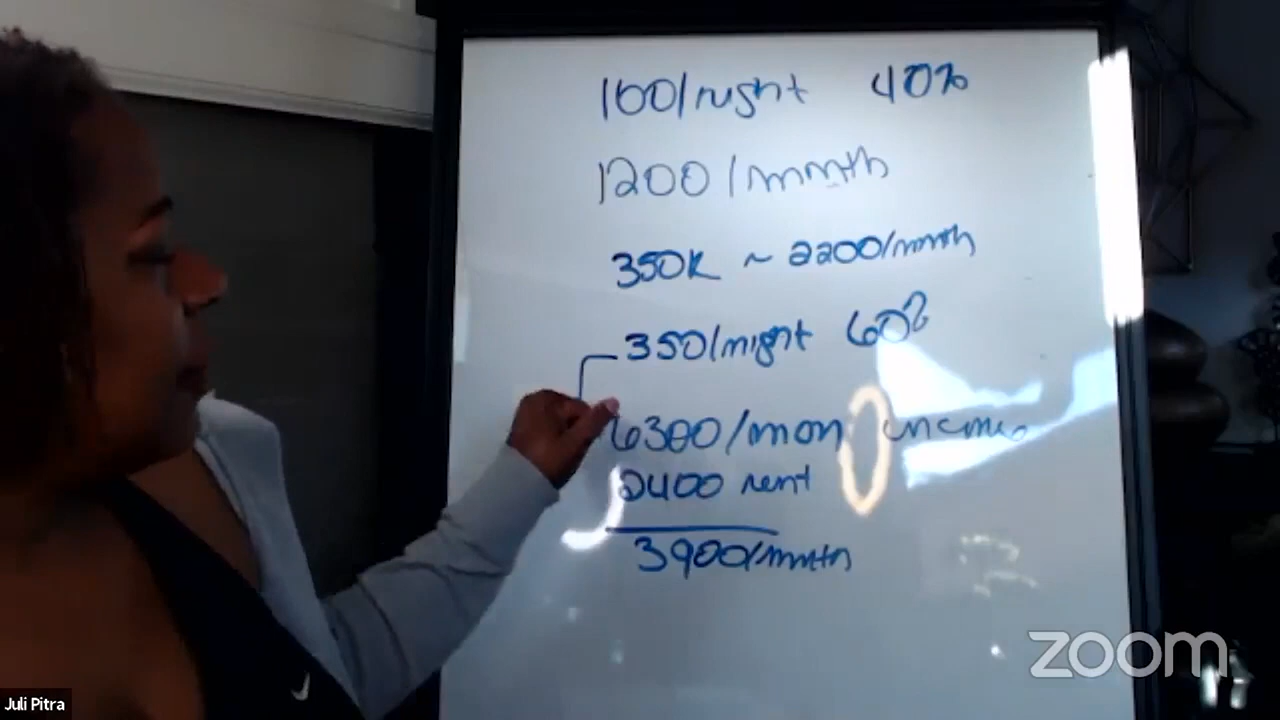 100/night 40%
1200/month
350K ~ 2200/month
350/night 60%
6300/mon income
2400 rent
3900/month
zoom
Juli Pitra